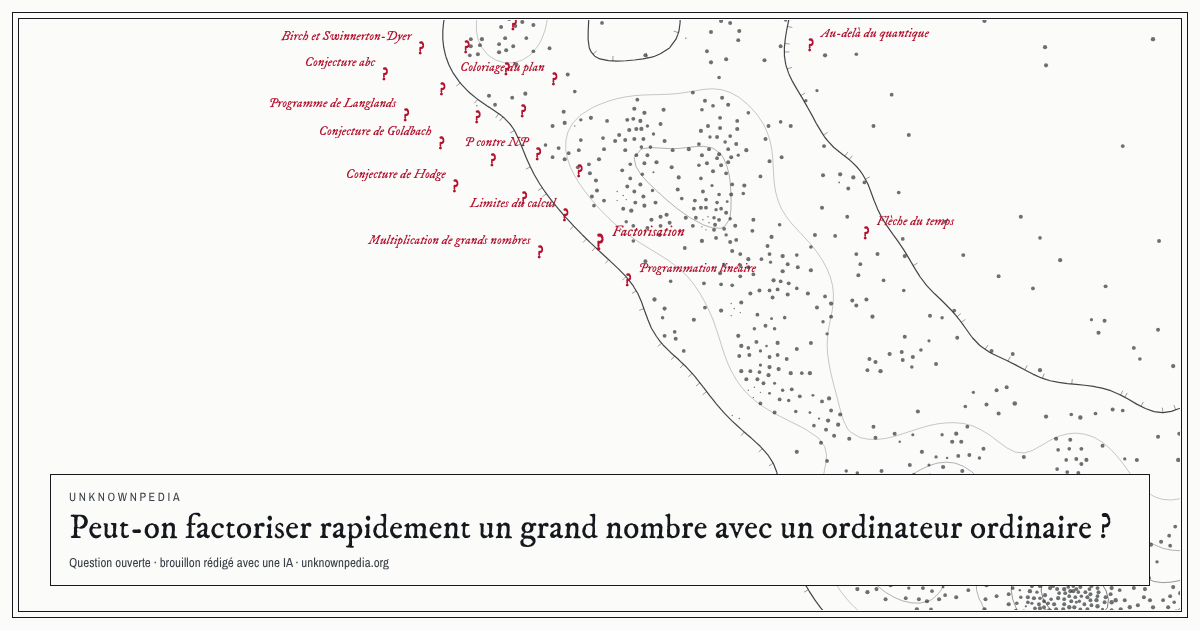 Birch et Swinnerton-Dyer
Au-delà du quantique
Conjecture abc
Coloriage du plan
Programme de Langlands
Conjecture de Goldbach
P contre NP
Conjecture de Hodge
Limites du calcul
Flèche du temps
Factorisation
Multiplication de grands nombres
Programmation linéaire
UNKNOWNPEDIA
Peut-on factoriser rapidement un grand nombre avec un ordinateur ordinaire ?
Question ouverte · brouillon rédigé avec une IA · unknownpedia.org